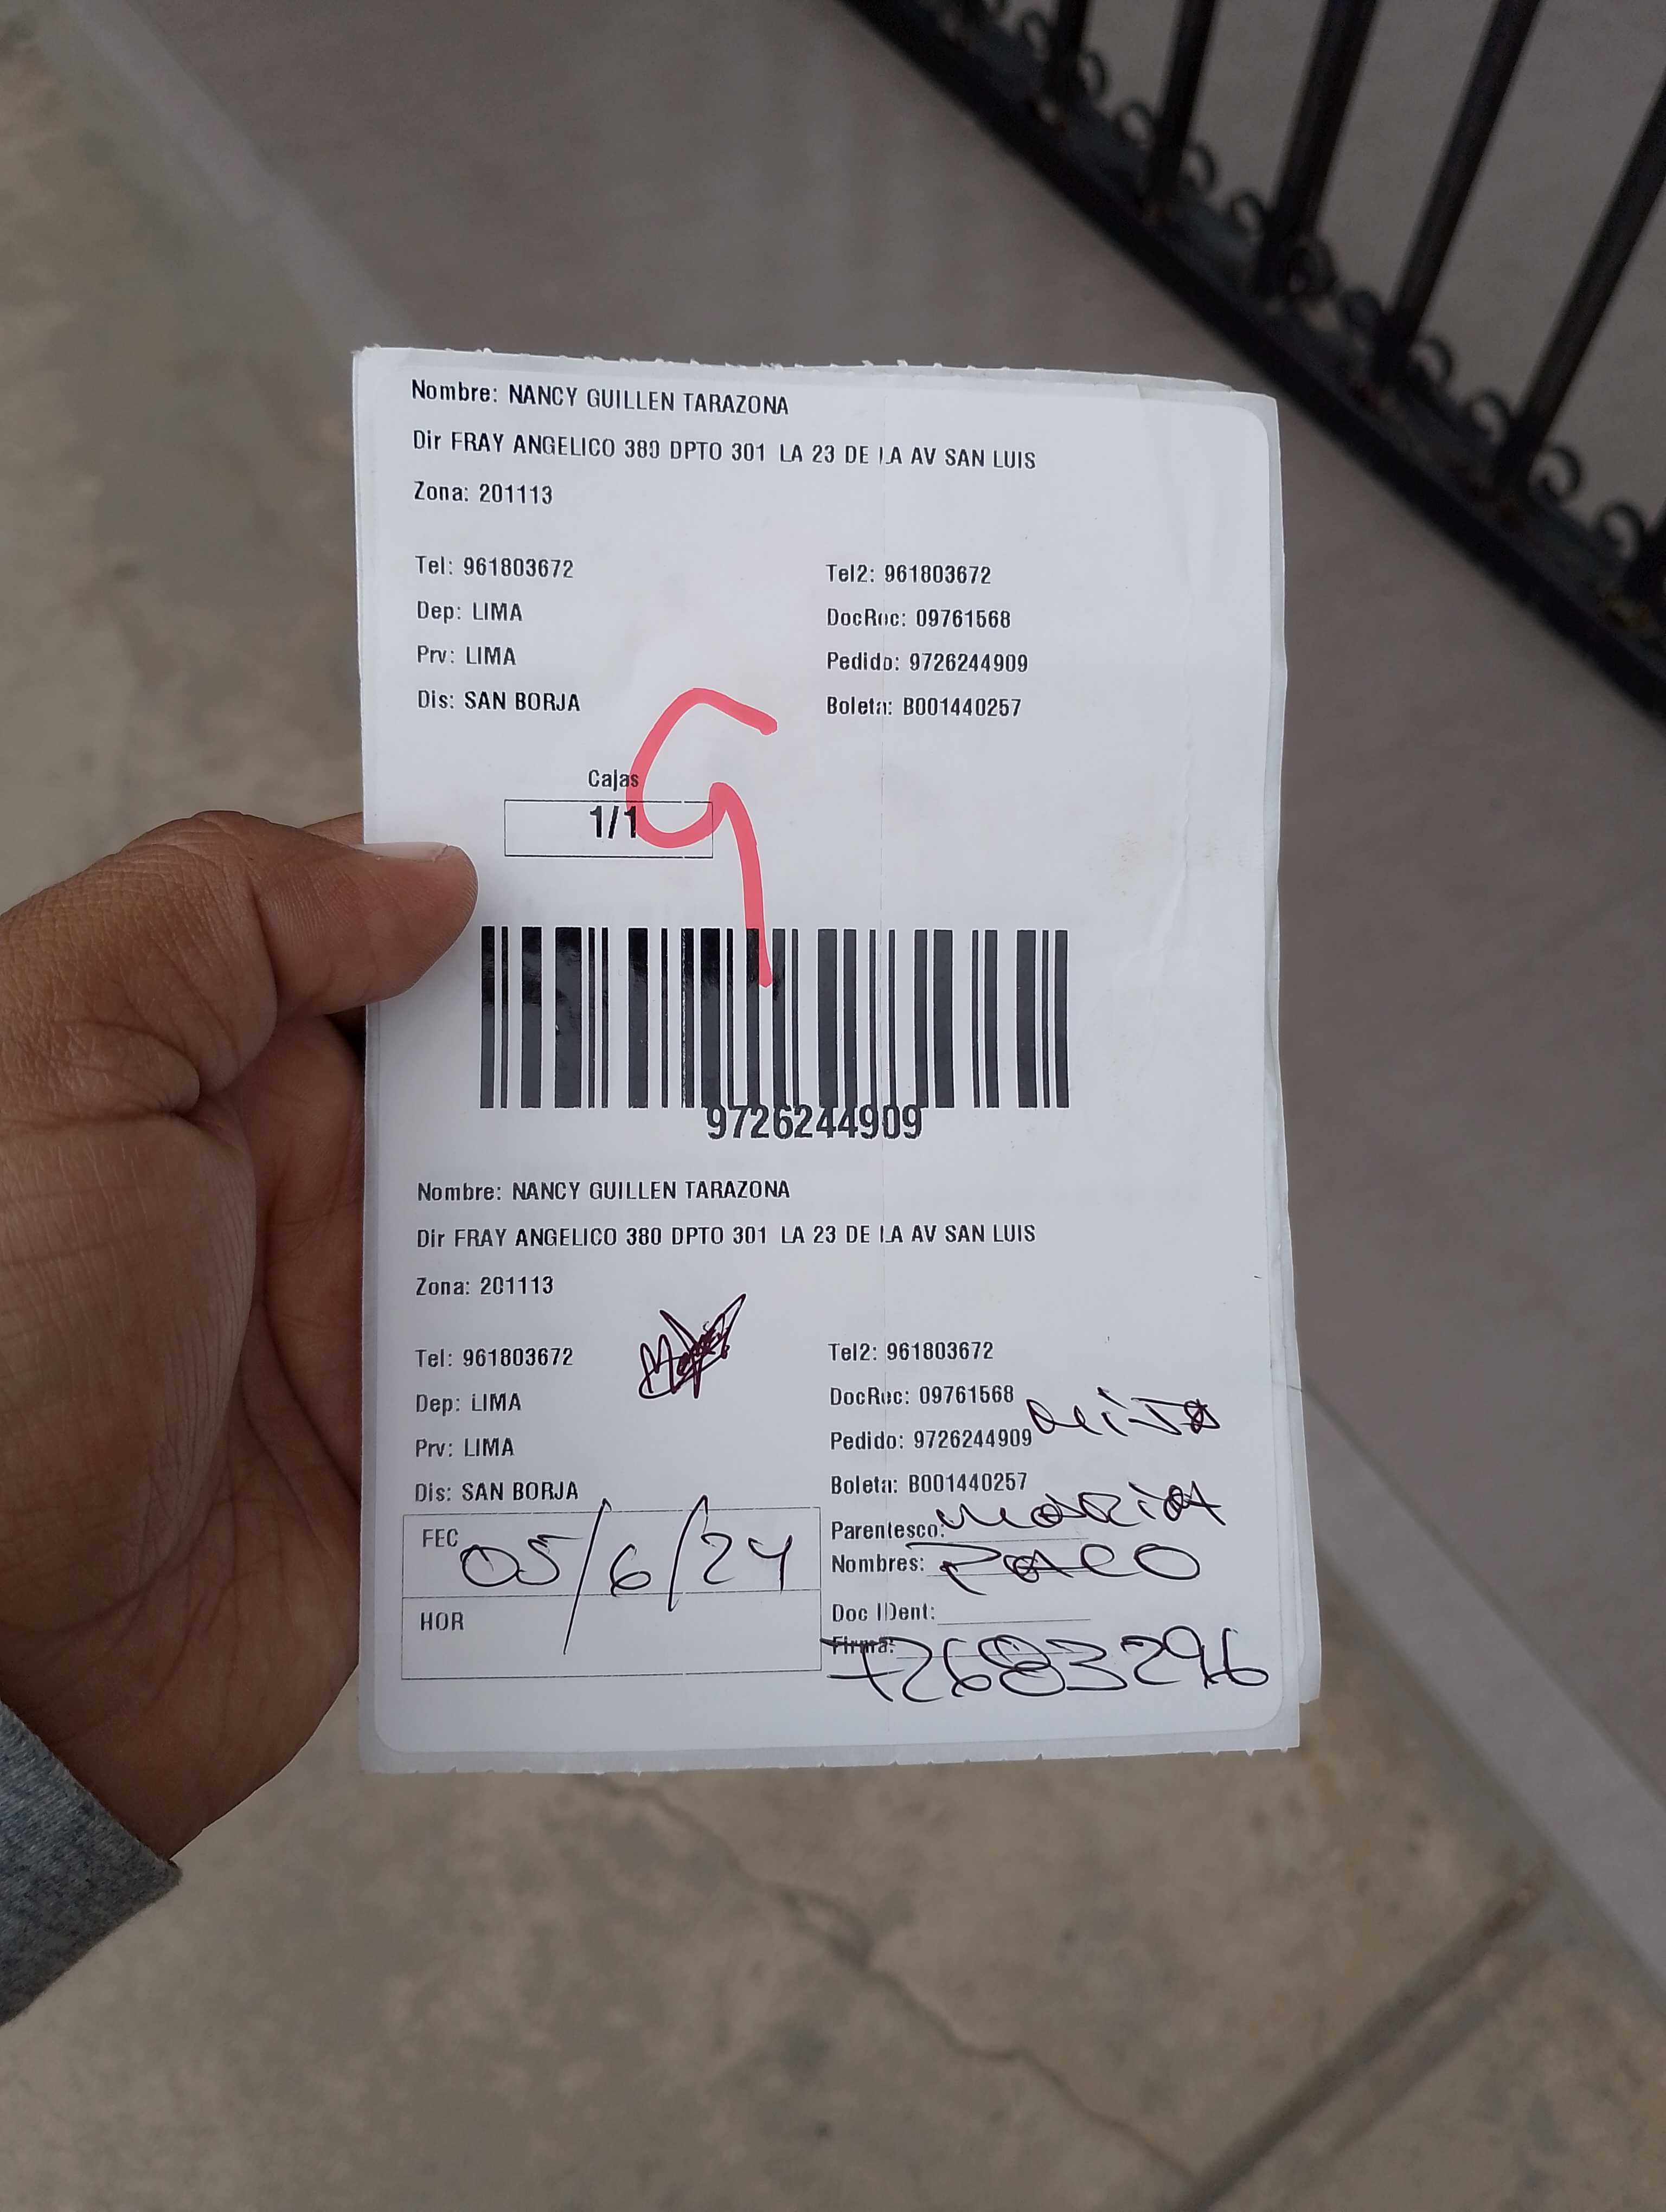 Nombre: NANCY GUILLEN TARAZONA
Dir FRAY ANGELICO 380 DPTO 301 LA 23 DE LA AV SAN LUIS
Zona: 201113
Tel: 961803672 Tel2: 961803672
Dep: LIMA DocRec: 09761568
Prv: LIMA Pedido: 9726244909
Dis: SAN BORJA Boleta: B001440257
9
Cajas
1/1
9726244909
Nombre: NANCY GUILLEN TARAZONA
Dir FRAY ANGELICO 380 DPTO 301 LA 23 DE LA AV SAN LUIS
Zona: 201113
Tel: 961803672 Tel2: 961803672
Dep: LIMA DocRec: 09761568
Prv: LIMA Pedido: 9726244909
Dis: SAN BORJA Boleta: B001440257
FEC 05/6/24 Parentesco: MARIA
Nombres: PACO
HOR Doc IDent:
Firma: 72683296